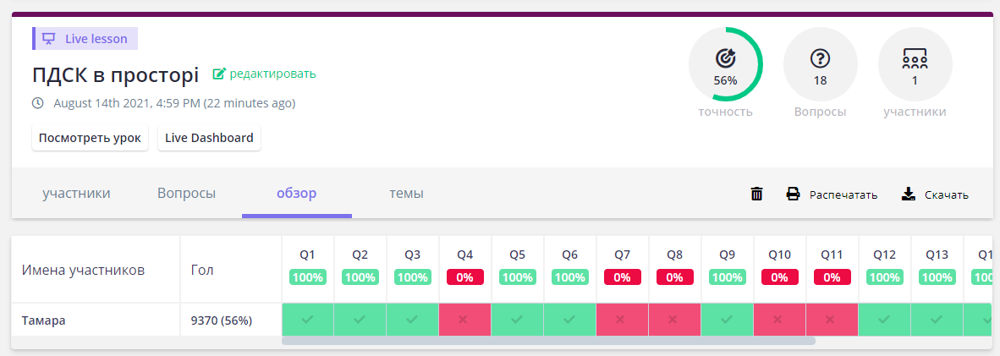 Live lesson
ПДСК в просторі редактировать
August 14th 2021, 4:59 PM (22 minutes ago)
Посмотреть урок Live Dashboard
56% 18 1
точность Вопросы участники
участники Вопросы обзор темы Распечатать Скачать
Имена участников Гол Q1 Q2 Q3 Q4 Q5 Q6 Q7 Q8 Q9 Q10 Q11 Q12 Q13
100% 100% 100% 0% 100% 100% 0% 0% 100% 0% 0% 100% 100%
Тамара 9370 (56%)